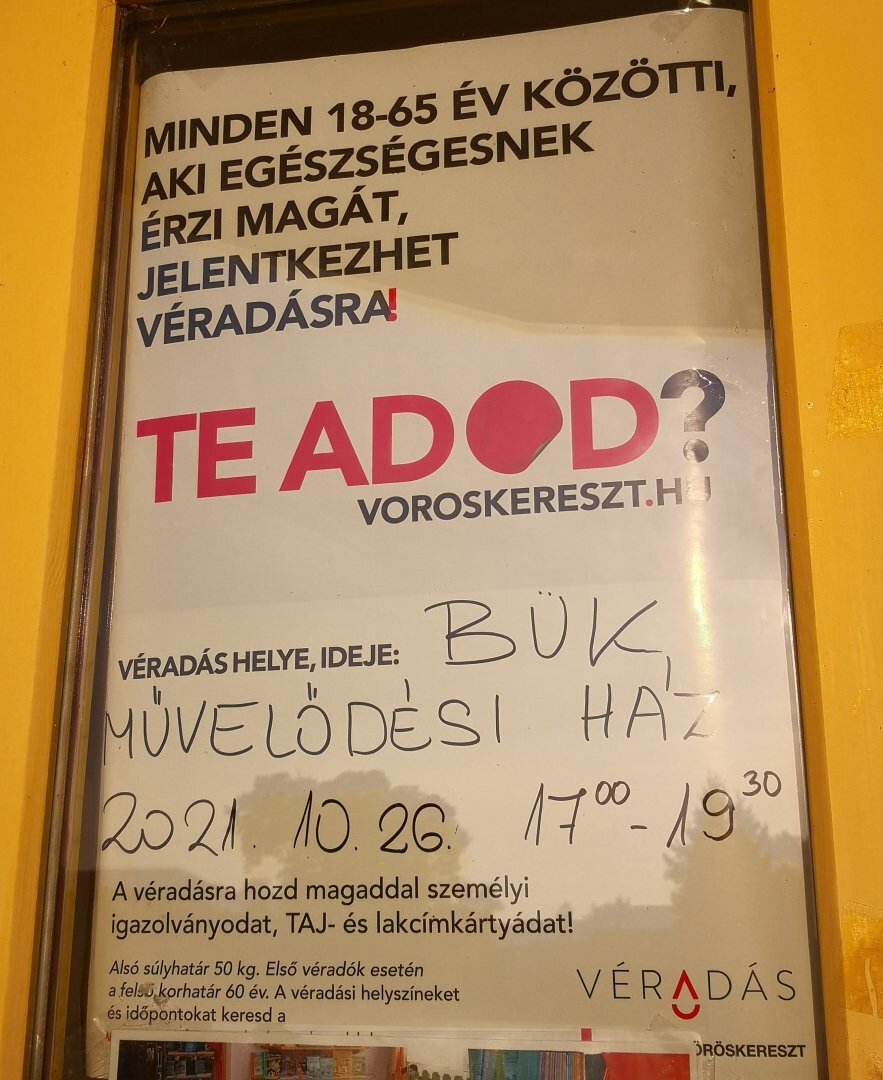 MINDEN 18-65 ÉV KÖZÖTTI,
AKI EGÉSZSÉGESNEK
ÉRZI MAGÁT,
JELENTKEZHET
VÉRADÁSRA!
TE ADOD?
VOROSKERESZT.HU
VÉRADÁS HELYE, IDEJE: BÜK,
MŰVELŐDÉSI HÁZ
2021. 10. 26. 17⁰⁰ - 19³⁰
A véradásra hozd magaddal személyi
igazolványodat, TAJ- és lakcímkártyádat!
Alsó súlyhatár 50 kg. Első véradók esetén
a felső korhatár 60 év. A véradási helyszíneket
és időpontokat keresd a
VÉRADÁS
ÖRÖSKERESZT